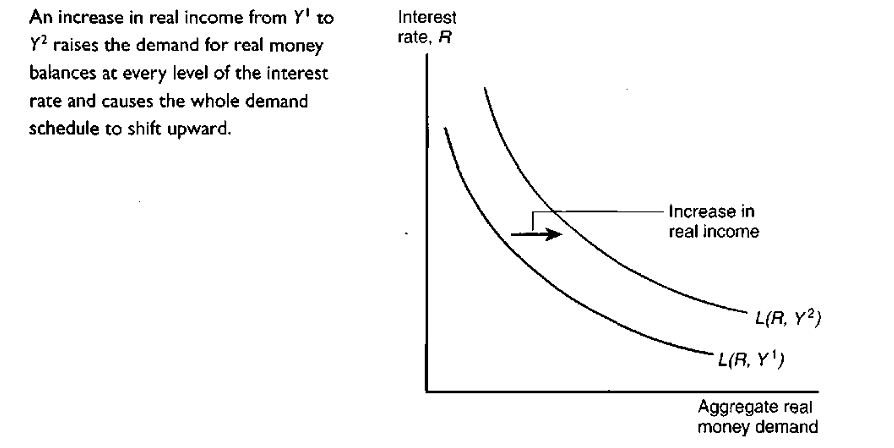 An increase in real income from Y¹ to
Y² raises the demand for real money
balances at every level of the interest
rate and causes the whole demand
schedule to shift upward.
Interest
rate, R
Increase in
real income
L(R, Y²)
L(R, Y¹)
Aggregate real
money demand